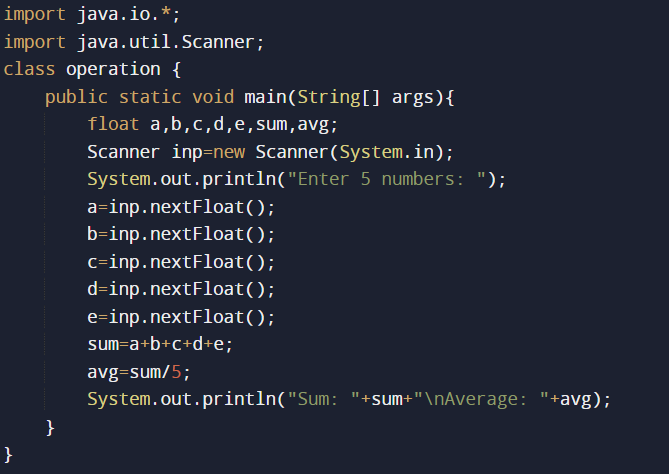 import java.io.*;
import java.util.Scanner;
class operation {
    public static void main(String[] args){
        float a,b,c,d,e,sum,avg;
        Scanner inp=new Scanner(System.in);
        System.out.println("Enter 5 numbers: ");
        a=inp.nextFloat();
        b=inp.nextFloat();
        c=inp.nextFloat();
        d=inp.nextFloat();
        e=inp.nextFloat();
        sum=a+b+c+d+e;
        avg=sum/5;
        System.out.println("Sum: "+sum+"\nAverage: "+avg);
    }
}